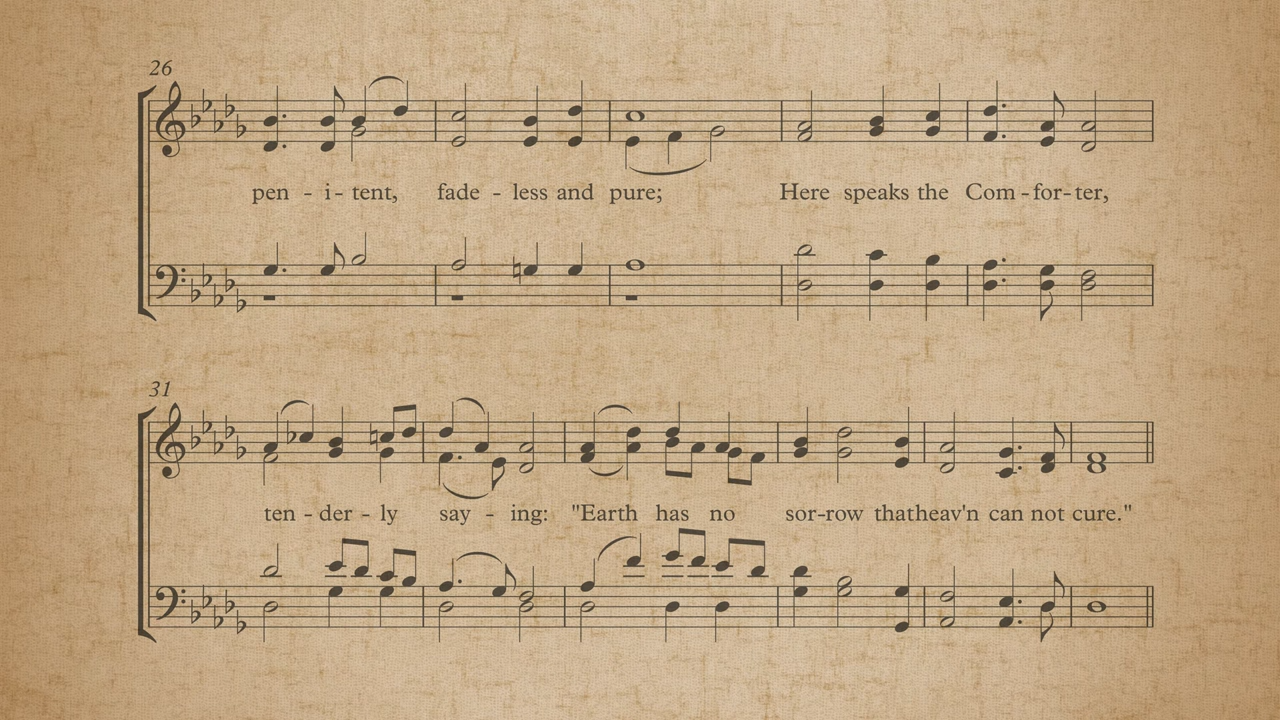 26
pen - i - tent, fade - less and pure; Here speaks the Com - for - ter,
31
ten - der - ly say - ing: "Earth has no sor-row thatheav'n can not cure."